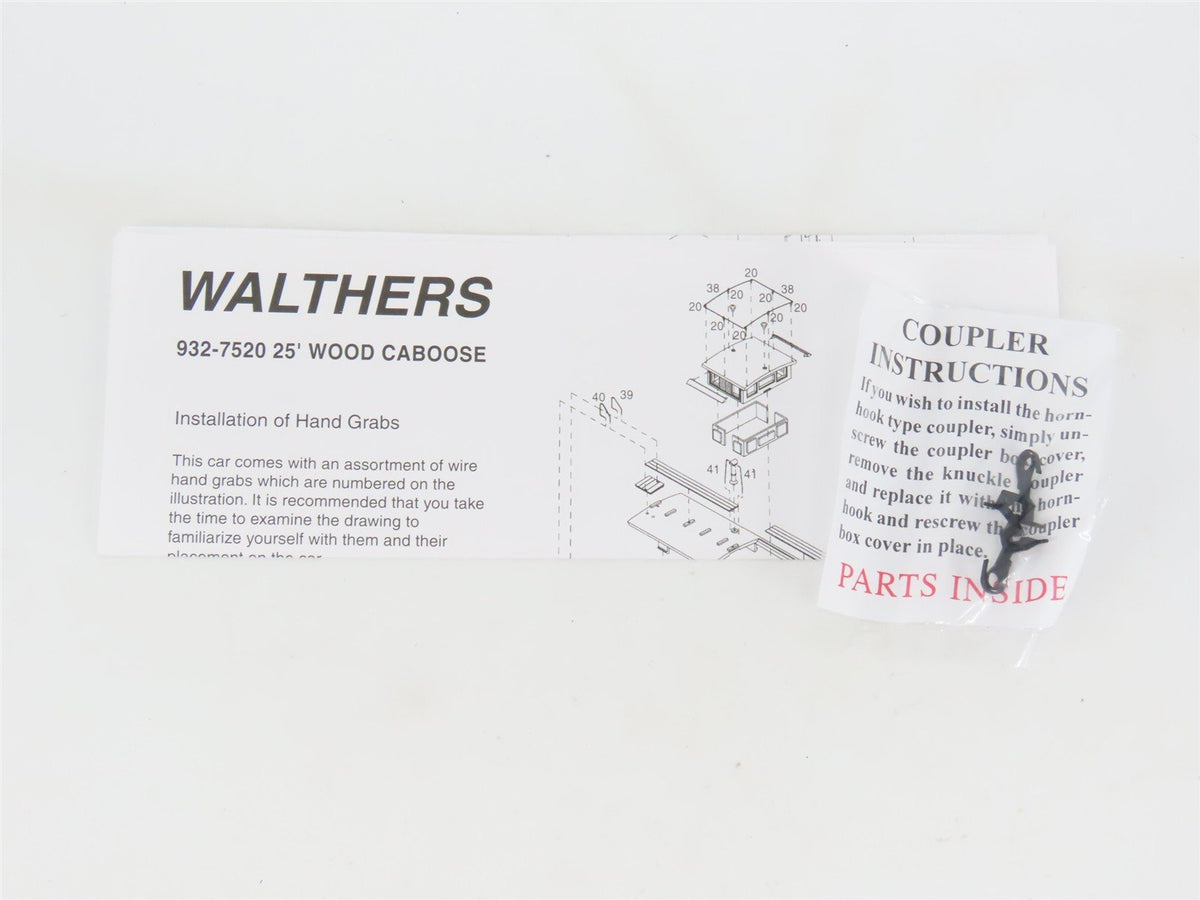 WALTHERS
932-7520 25' WOOD CABOOSE
Installation of Hand Grabs
This car comes with an assortment of wire
hand grabs which are numbered on the
illustration. It is recommended that you take
the time to examine the drawing to
familiarize yourself with them and their
placement on the car
20
38 20 38
20 20 20
20 20
20
40 39
41 41
COUPLER
INSTRUCTIONS
If you wish to install the horn-
hook type coupler, simply un-
screw the coupler box cover,
remove the knuckle coupler
and replace it with horn-
hook and rescrew the coupler
box cover in place.
PARTS INSIDE